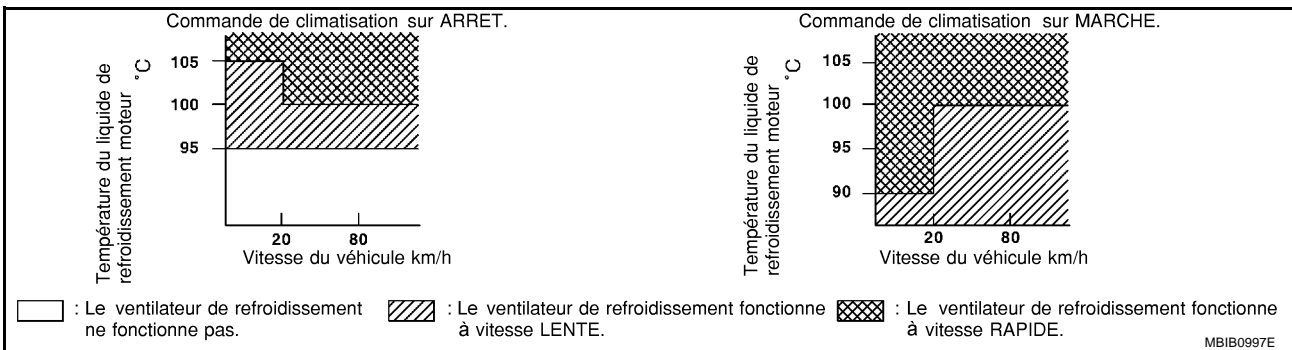 Commande de climatisation sur ARRET.
Température du liquide de
refroidissement moteur
°C
105
100
95
20 80
Vitesse du véhicule km/h
Commande de climatisation sur MARCHE.
Température du liquide de
refroidissement moteur
°C
105
100
95
90
20 80
Vitesse du véhicule km/h
: Le ventilateur de refroidissement
ne fonctionne pas.
: Le ventilateur de refroidissement fonctionne
à vitesse LENTE.
: Le ventilateur de refroidissement fonctionne
à vitesse RAPIDE.
MBIB0997E